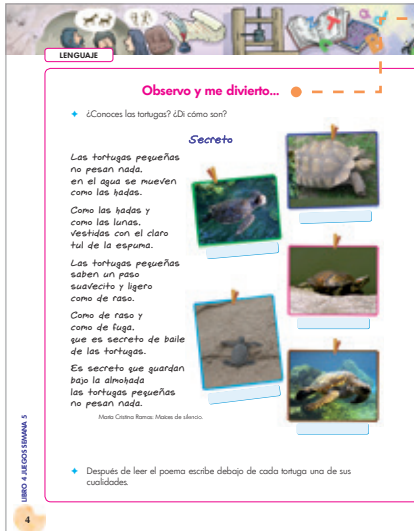 LENGUAJE
Observo y me divierto...
¿Conoces las tortugas? ¿Di cómo son?
Secreto
Las tortugas pequeñas
no pesan nada,
en el agua se mueven
como las hadas.
Como las hadas y
como las lunas,
vestidas con el claro
tul de la espuma.
Las tortugas pequeñas
saben un paso
suavecito y ligero
como de raso.
Como de raso y
como de fuga,
que es secreto de baile
de las tortugas.
Es secreto que guardan
bajo la almohada
las tortugas pequeñas
no pesan nada.
María Cristina Ramos: Maíces de silencio.
Después de leer el poema escribe debajo de cada tortuga una de sus
cualidades.
LIBRO 4 JUEGOS SEMANA 5
4